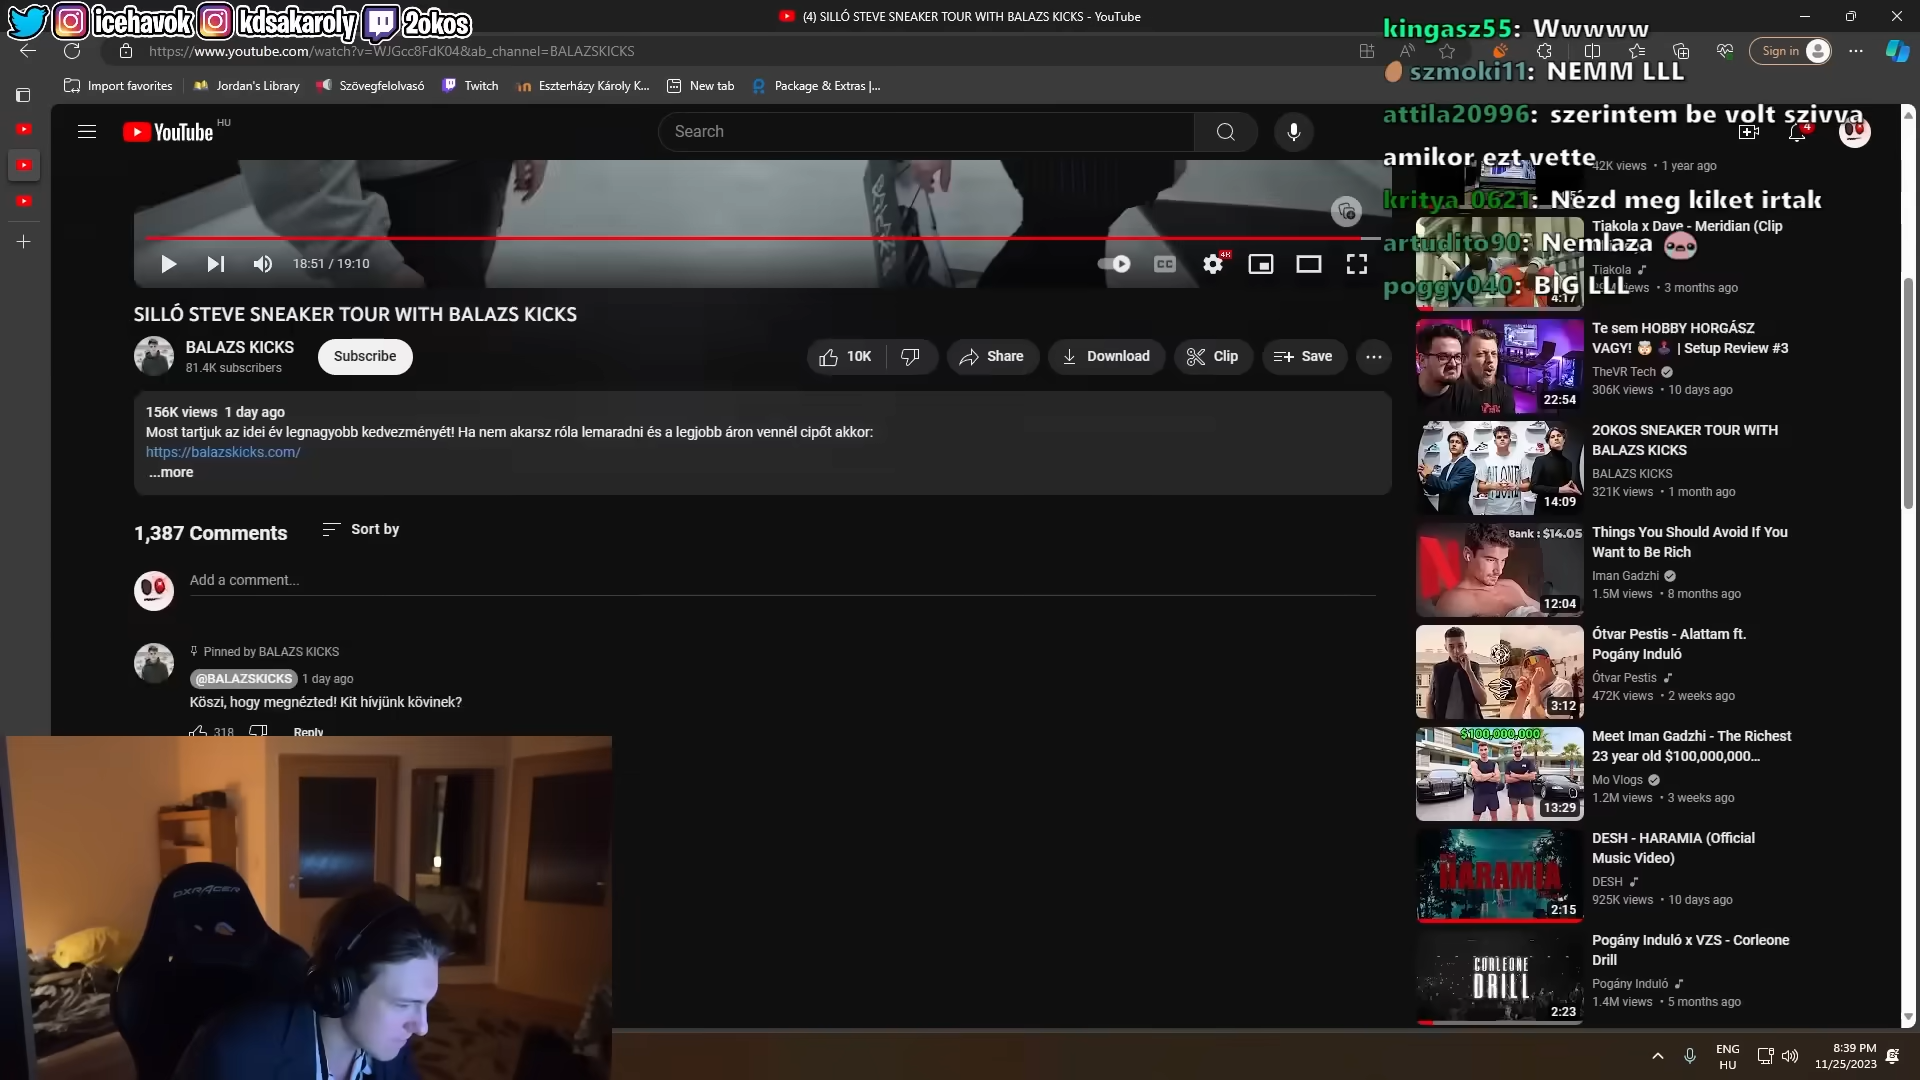 icehavok kdsakaroly 2okos
(4) SILLÓ STEVE SNEAKER TOUR WITH BALAZS KICKS - YouTube
https://www.youtube.com/watch?v=WJGcc8FdK04&ab_channel=BALAZSKICKS
Sign in
Import favorites
Jordan's Library
Szövegfelolvasó
Twitch
Eszterházy Károly K...
New tab
Package & Extras |...
kingasz55: Wwwww
szmoki11: NEMM LLL
attila20996: szerintem be volt szivva
amikor ezt vette
kritya_0621: Nézd meg kiket irtak
artudito90: Nemlaza
poggy040: BIG LLL
YouTube HU
Search
4
18:51 / 19:10
CC
4K
SILLÓ STEVE SNEAKER TOUR WITH BALAZS KICKS
BALAZS KICKS
81.4K subscribers
Subscribe
10K
Share
Download
Clip
Save
156K views 1 day ago
Most tartjuk az idei év legnagyobb kedvezményét! Ha nem akarsz róla lemaradni és a legjobb áron vennél cipőt akkor:
https://balazskicks.com/
...more
1,387 Comments
Sort by
Add a comment...
Pinned by BALAZS KICKS
@BALAZSKICKS 1 day ago
Köszi, hogy megnézted! Kit hívjünk kövinek?
318
Reply
DXRACER
42K views • 1 year ago
Tiakola x Dave - Meridian (Clip
Tiakola
views • 3 months ago
4:17
Te sem HOBBY HORGÁSZ
VAGY! | Setup Review #3
TheVR Tech
306K views • 10 days ago
22:54
2OKOS SNEAKER TOUR WITH
BALAZS KICKS
BALAZS KICKS
321K views • 1 month ago
14:09
Bank : $14.05
Things You Should Avoid If You
Want to Be Rich
Iman Gadzhi
1.5M views • 8 months ago
12:04
Ótvar Pestis - Alattam ft.
Pogány Induló
Ótvar Pestis
472K views • 2 weeks ago
3:12
$100,000,000
Meet Iman Gadzhi - The Richest
23 year old $100,000,000...
Mo Vlogs
1.2M views • 3 weeks ago
13:29
HARAMIA
DESH - HARAMIA (Official
Music Video)
DESH
925K views • 10 days ago
2:15
CORLEONE
DRILL
Pogány Induló x VZS - Corleone
Drill
Pogány Induló
1.4M views • 5 months ago
2:23
ENG
HU
8:39 PM
11/25/2023